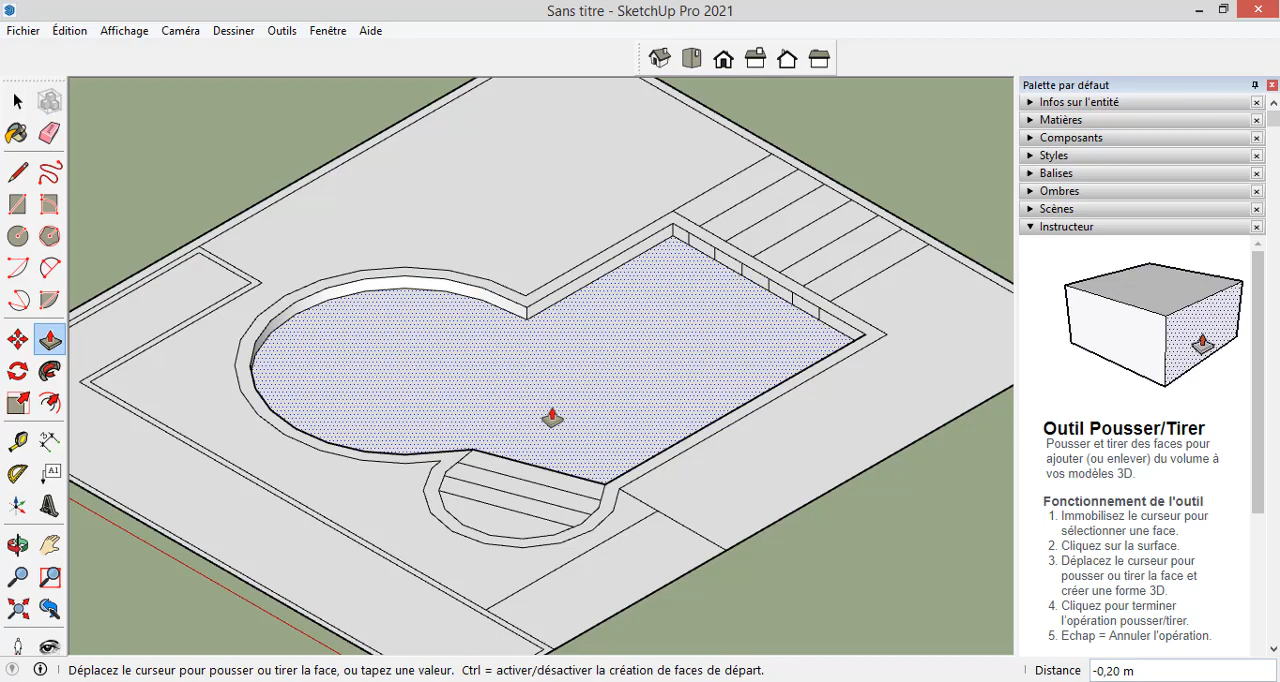 Sans titre - SketchUp Pro 2021
Fichier Édition Affichage Caméra Dessiner Outils Fenêtre Aide
Palette par défaut
Infos sur l'entité
Matières
Composants
Styles
Balises
Ombres
Scènes
Instructeur
A1
Outil Pousser/Tirer
Pousser et tirer des faces pour
ajouter (ou enlever) du volume à
vos modèles 3D.
Fonctionnement de l'outil
1. Immobilisez le curseur pour
sélectionner une face.
2. Cliquez sur la surface.
3. Déplacez le curseur pour
pousser ou tirer la face et
créer une forme 3D.
4. Cliquez pour terminer
l'opération pousser/tirer.
5. Echap = Annuler l'opération.
Déplacez le curseur pour pousser ou tirer la face, ou tapez une valeur. Ctrl = activer/désactiver la création de faces de départ.
Distance -0,20 m